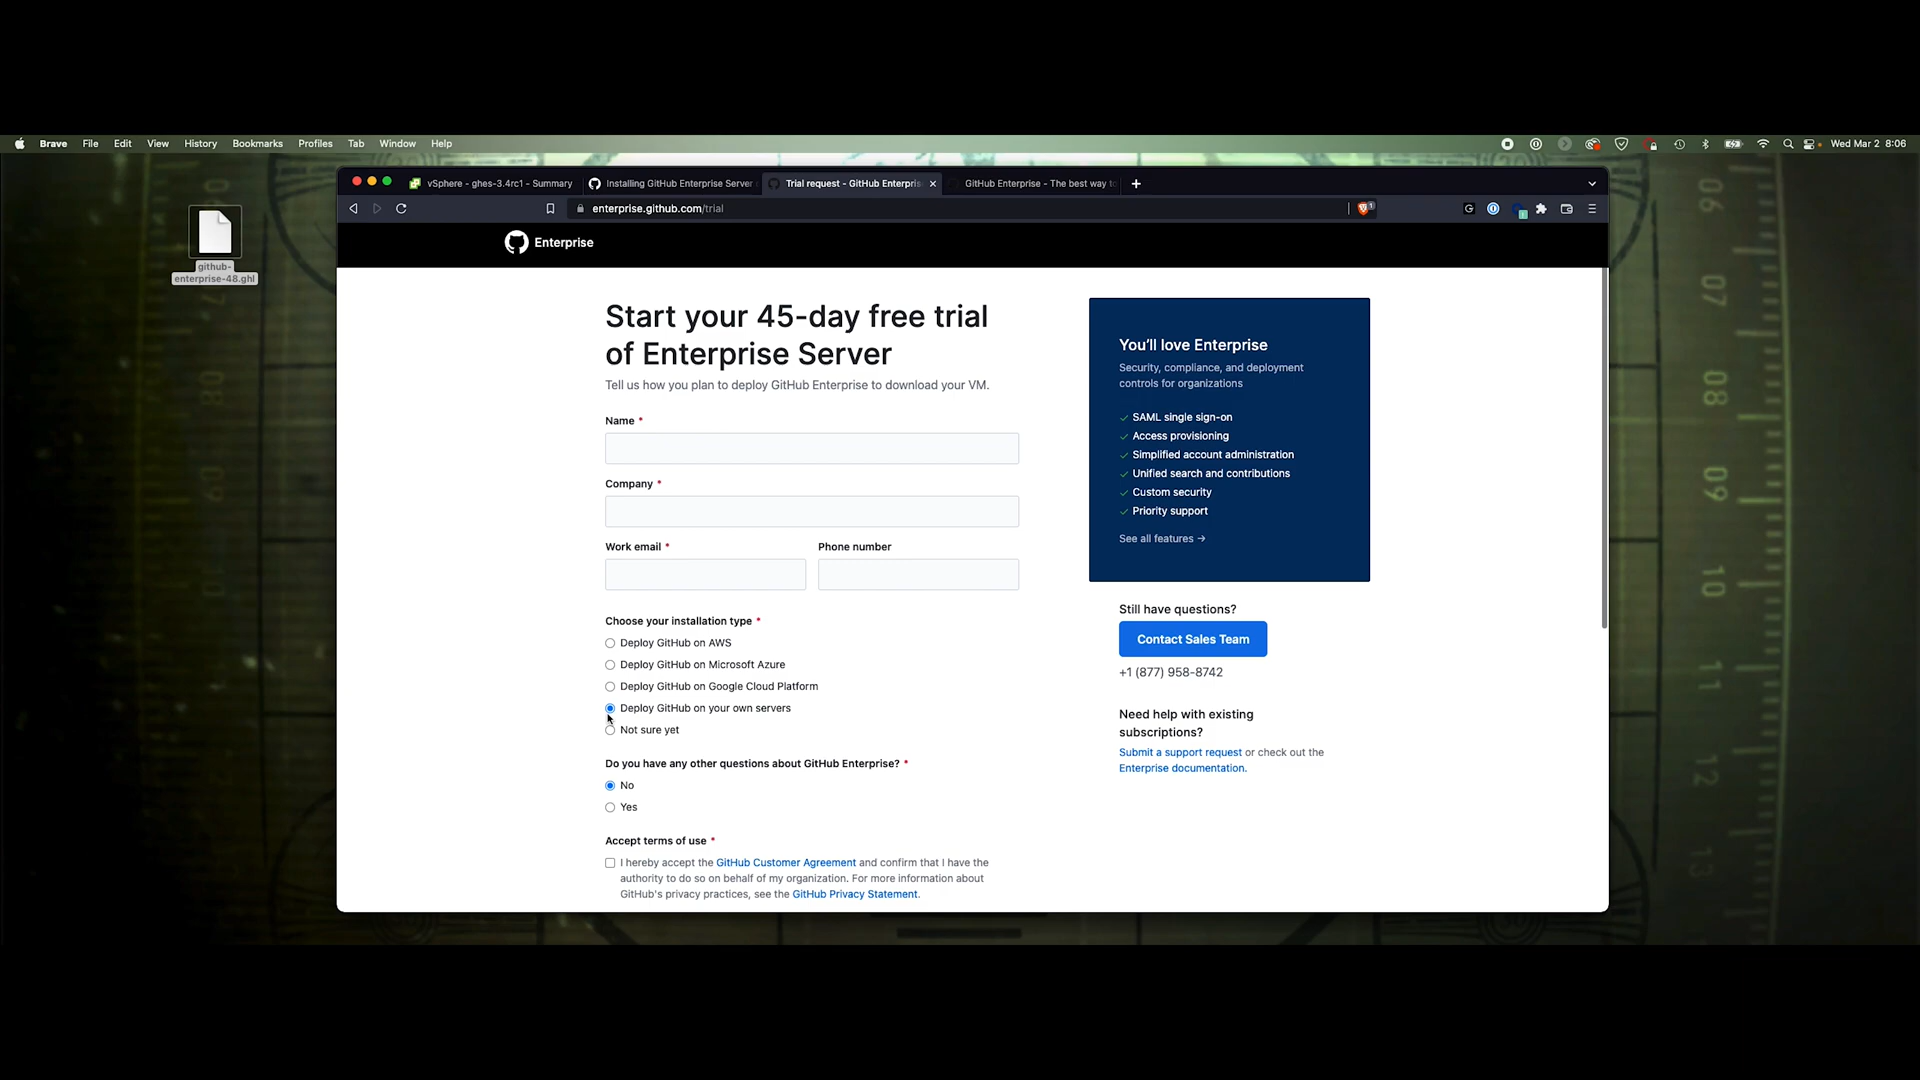 Brave File Edit View History Bookmarks Profiles Tab Window Help
Wed Mar 2 8:06
github-
enterprise-48.ghl
vSphere - ghes-3.4rc1 - Summary
Installing GitHub Enterprise Server
Trial request - GitHub Enterpris
GitHub Enterprise - The best way to
enterprise.github.com/trial
Enterprise
Start your 45-day free trial
of Enterprise Server
Tell us how you plan to deploy GitHub Enterprise to download your VM.
Name *
Company *
Work email * Phone number
Choose your installation type *
Deploy GitHub on AWS
Deploy GitHub on Microsoft Azure
Deploy GitHub on Google Cloud Platform
Deploy GitHub on your own servers
Not sure yet
Do you have any other questions about GitHub Enterprise? *
No
Yes
Accept terms of use *
I hereby accept the GitHub Customer Agreement and confirm that I have the
authority to do so on behalf of my organization. For more information about
GitHub's privacy practices, see the GitHub Privacy Statement.
You'll love Enterprise
Security, compliance, and deployment
controls for organizations
SAML single sign-on
Access provisioning
Simplified account administration
Unified search and contributions
Custom security
Priority support
See all features →
Still have questions?
Contact Sales Team
+1 (877) 958-8742
Need help with existing
subscriptions?
Submit a support request or check out the
Enterprise documentation.
06
07
08
09
10
11
12
13